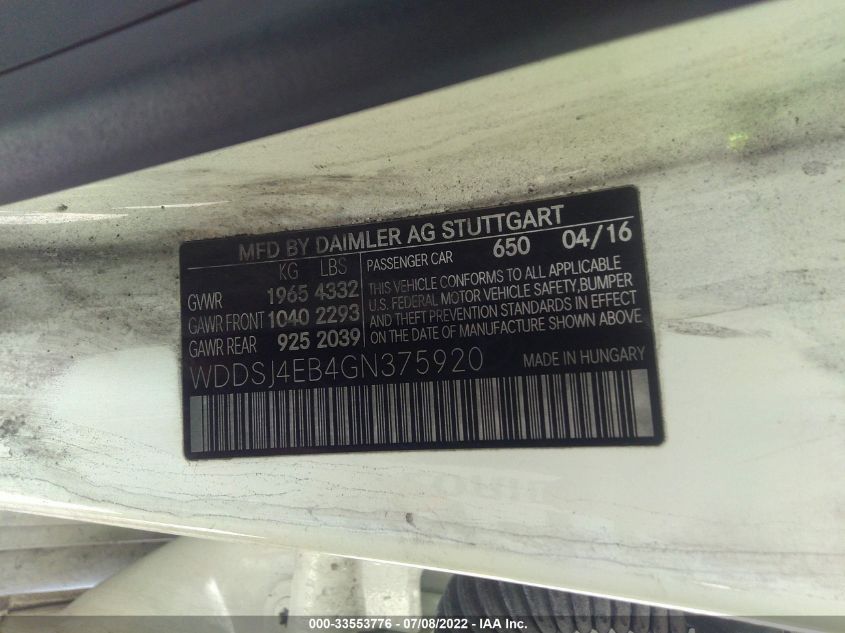 MFD BY DAIMLER AG STUTTGART
KG LBS
GVWR 1965 4332
GAWR FRONT 1040 2293
GAWR REAR 925 2039
PASSENGER CAR 650 04/16
THIS VEHICLE CONFORMS TO ALL APPLICABLE
U.S. FEDERAL MOTOR VEHICLE SAFETY, BUMPER
AND THEFT PREVENTION STANDARDS IN EFFECT
ON THE DATE OF MANUFACTURE SHOWN ABOVE
WDDSJ4EB4GN375920 MADE IN HUNGARY
000-33553776 - 07/08/2022 - IAA Inc.